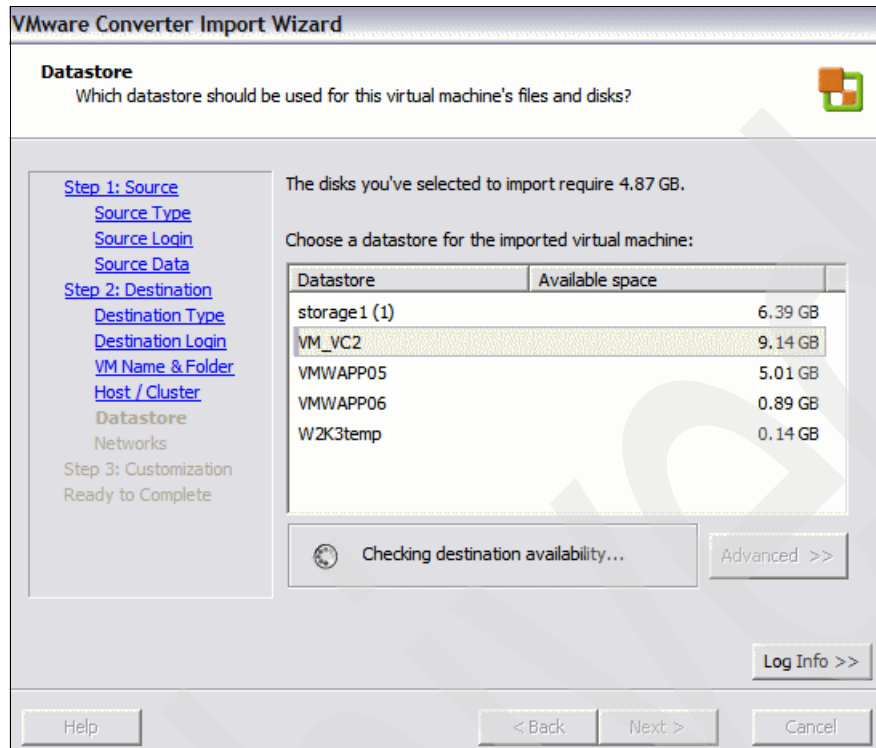 VMware Converter Import Wizard
Datastore
Which datastore should be used for this virtual machine's files and disks?
Step 1: Source
Source Type
Source Login
Source Data
Step 2: Destination
Destination Type
Destination Login
VM Name & Folder
Host / Cluster
Datastore
Networks
Step 3: Customization
Ready to Complete
The disks you've selected to import require 4.87 GB.
Choose a datastore for the imported virtual machine:
Datastore Available space
storage1 (1) 6.39 GB
VM_VC2 9.14 GB
VMWAPP05 5.01 GB
VMWAPP06 0.89 GB
W2K3temp 0.14 GB
Checking destination availability...
Advanced >>
Log Info >>
Help
< Back
Next >
Cancel